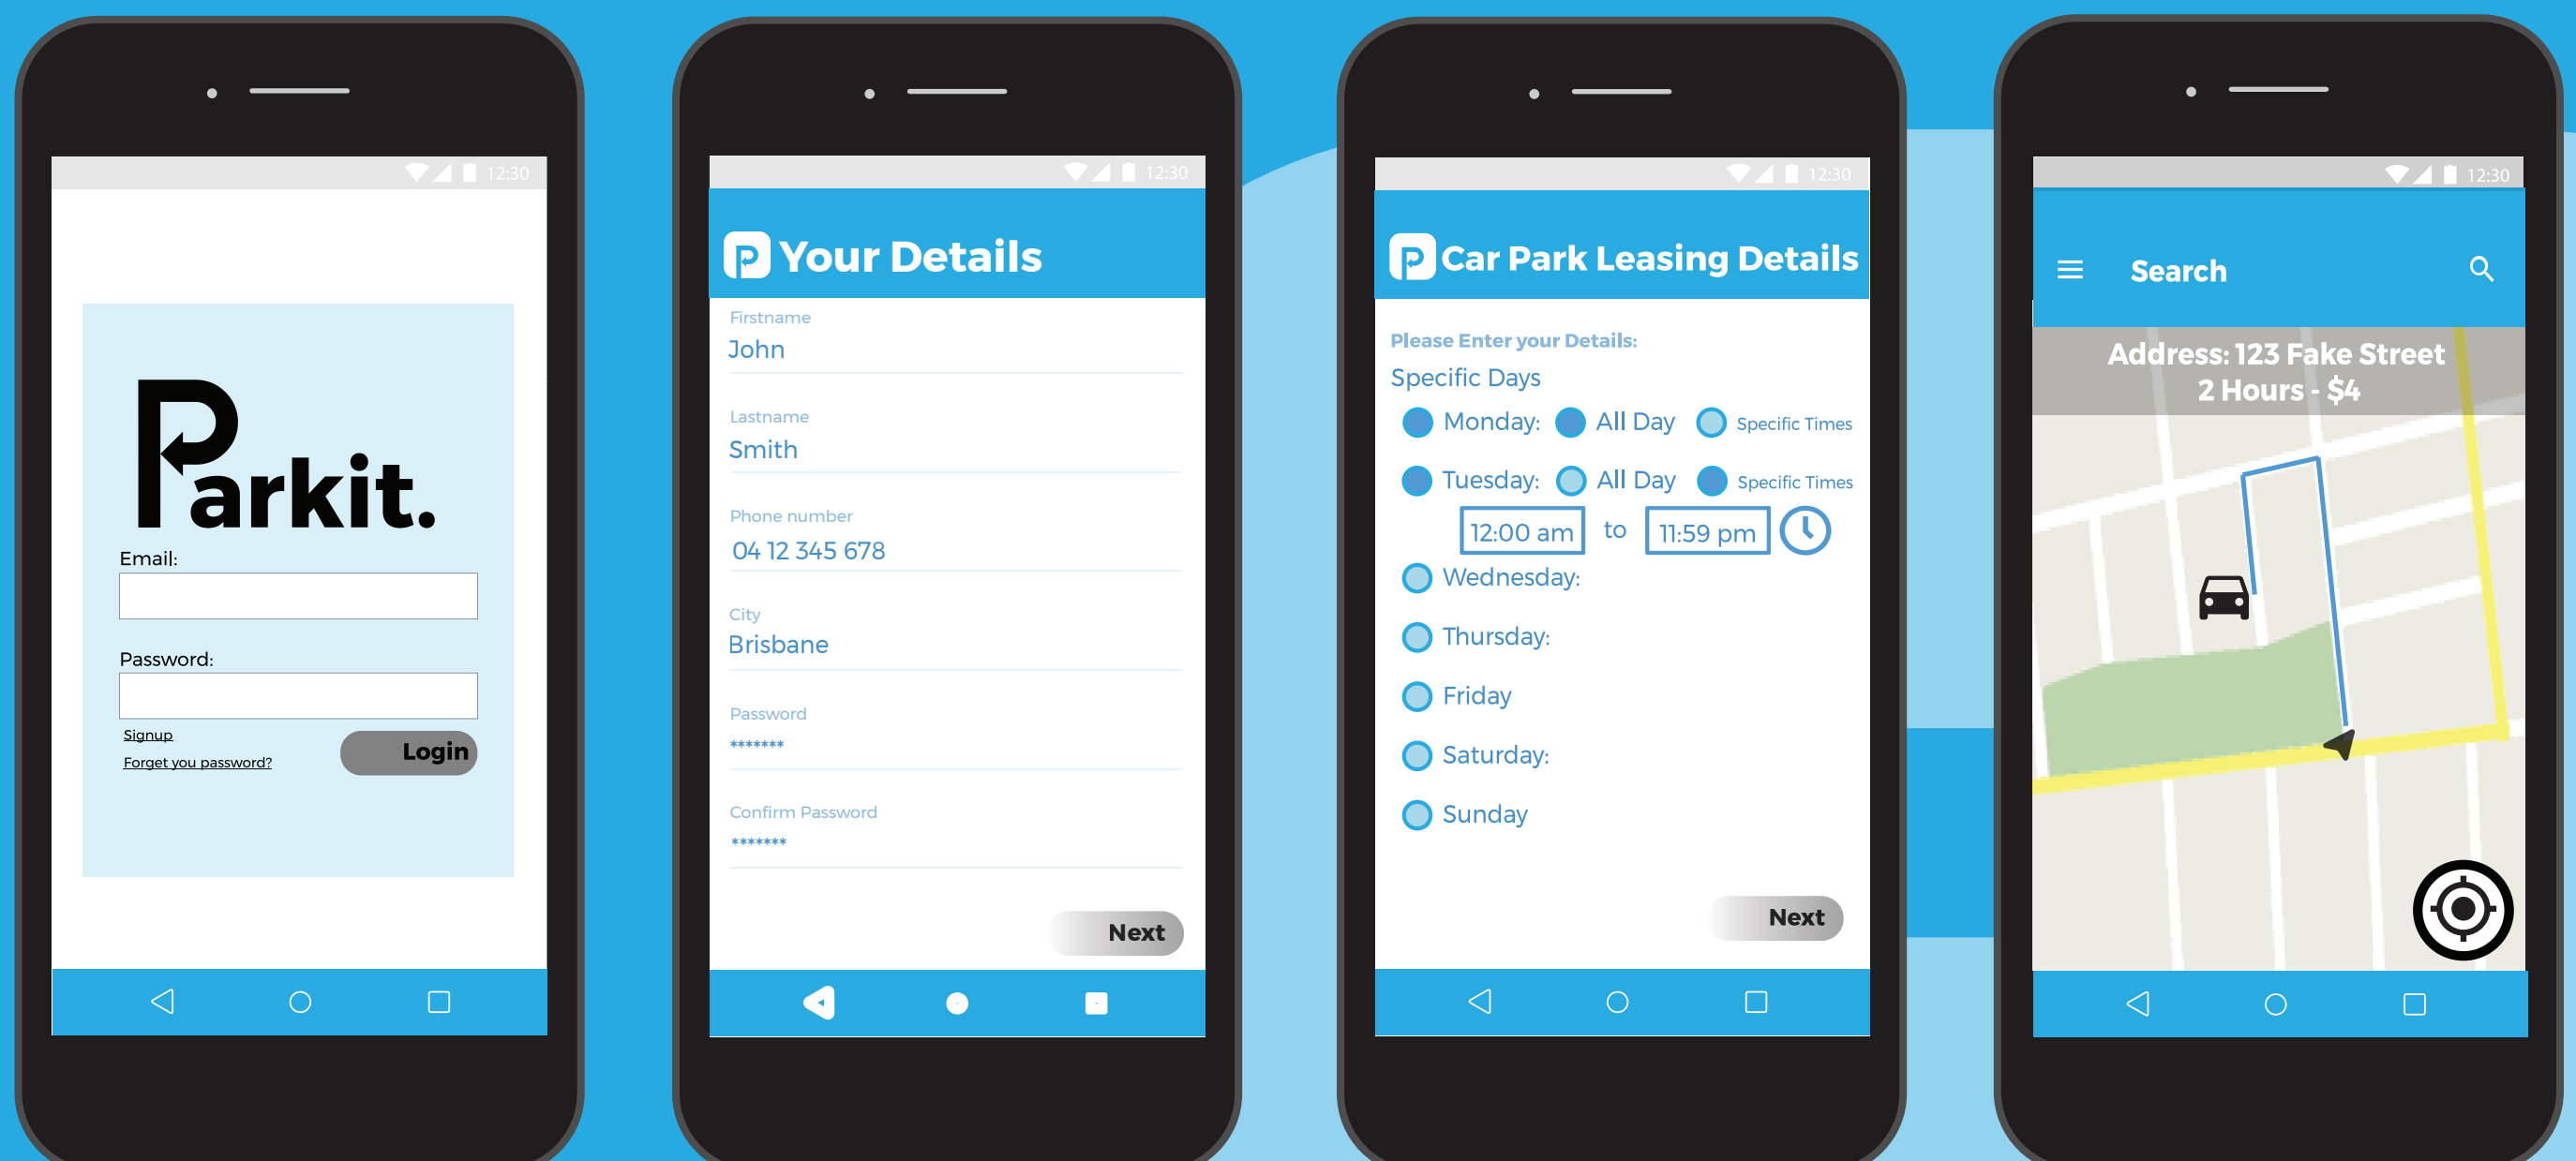 12:30
Parkit.
Email:
Password:
Signup
Forget you password?
Login
12:30
P Your Details
Firstname
John
Lastname
Smith
Phone number
04 12 345 678
City
Brisbane
Password
*******
Confirm Password
*******
Next
12:30
P Car Park Leasing Details
Please Enter your Details:
Specific Days
Monday: All Day Specific Times
Tuesday: All Day Specific Times
12:00 am to 11:59 pm
Wednesday:
Thursday:
Friday
Saturday:
Sunday
Next
12:30
Search
Address: 123 Fake Street
2 Hours - $4